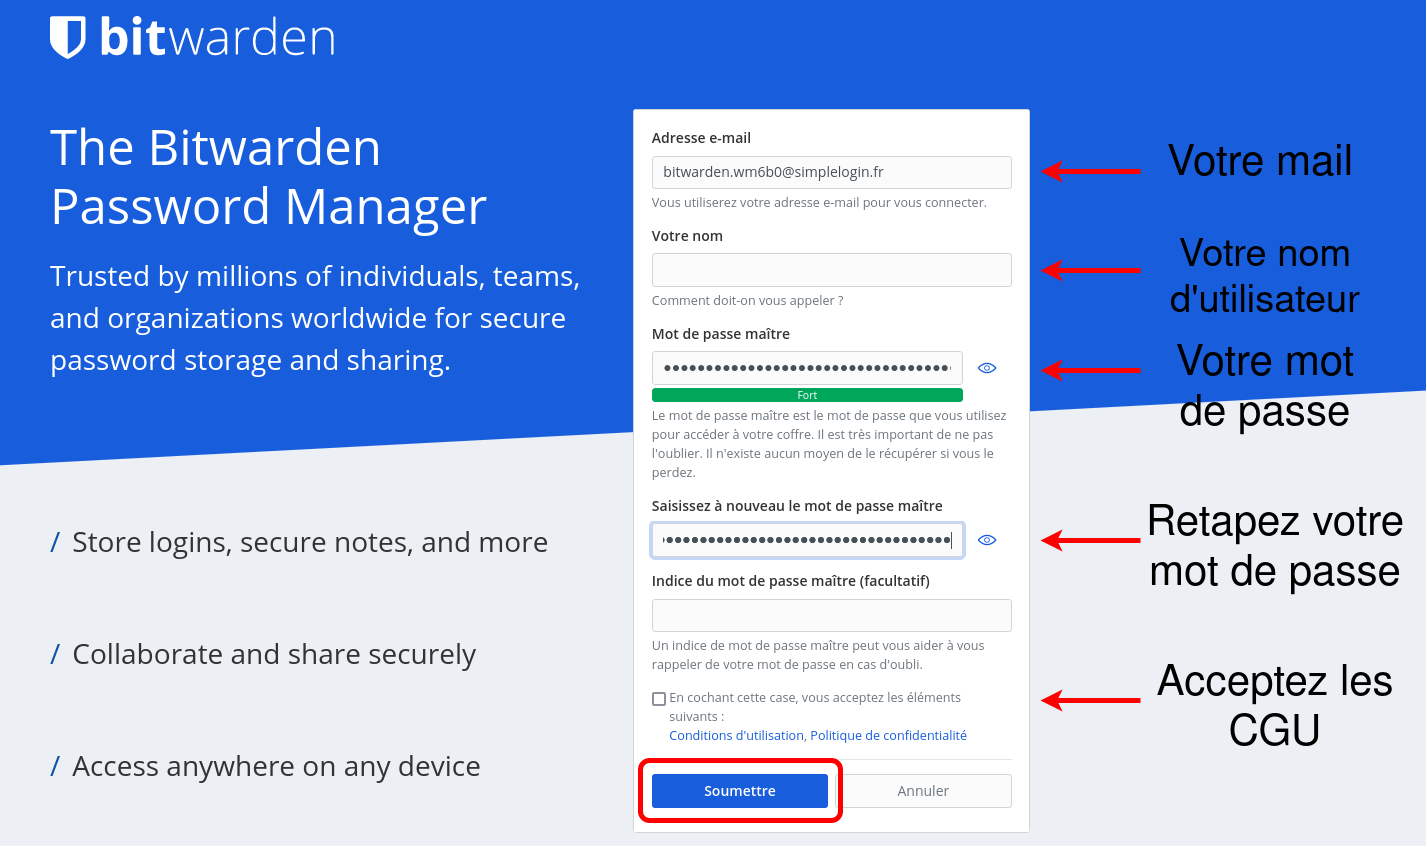 bitwarden
The Bitwarden
Password Manager
Trusted by millions of individuals, teams,
and organizations worldwide for secure
password storage and sharing.
/ Store logins, secure notes, and more
/ Collaborate and share securely
/ Access anywhere on any device
Adresse e-mail
bitwarden.wm6b0@simplelogin.fr
Vous utiliserez votre adresse e-mail pour vous connecter.
Votre nom
Comment doit-on vous appeler ?
Mot de passe maître
Fort
Le mot de passe maître est le mot de passe que vous utilisez
pour accéder à votre coffre. Il est très important de ne pas
l'oublier. Il n'existe aucun moyen de le récupérer si vous le
perdez.
Saisissez à nouveau le mot de passe maître
Indice du mot de passe maître (facultatif)
Un indice de mot de passe maître peut vous aider à vous
rappeler de votre mot de passe en cas d'oubli.
En cochant cette case, vous acceptez les éléments
suivants :
Conditions d'utilisation, Politique de confidentialité
Soumettre
Annuler
Votre mail
Votre nom
d'utilisateur
Votre mot
de passe
Retapez votre
mot de passe
Acceptez les
CGU